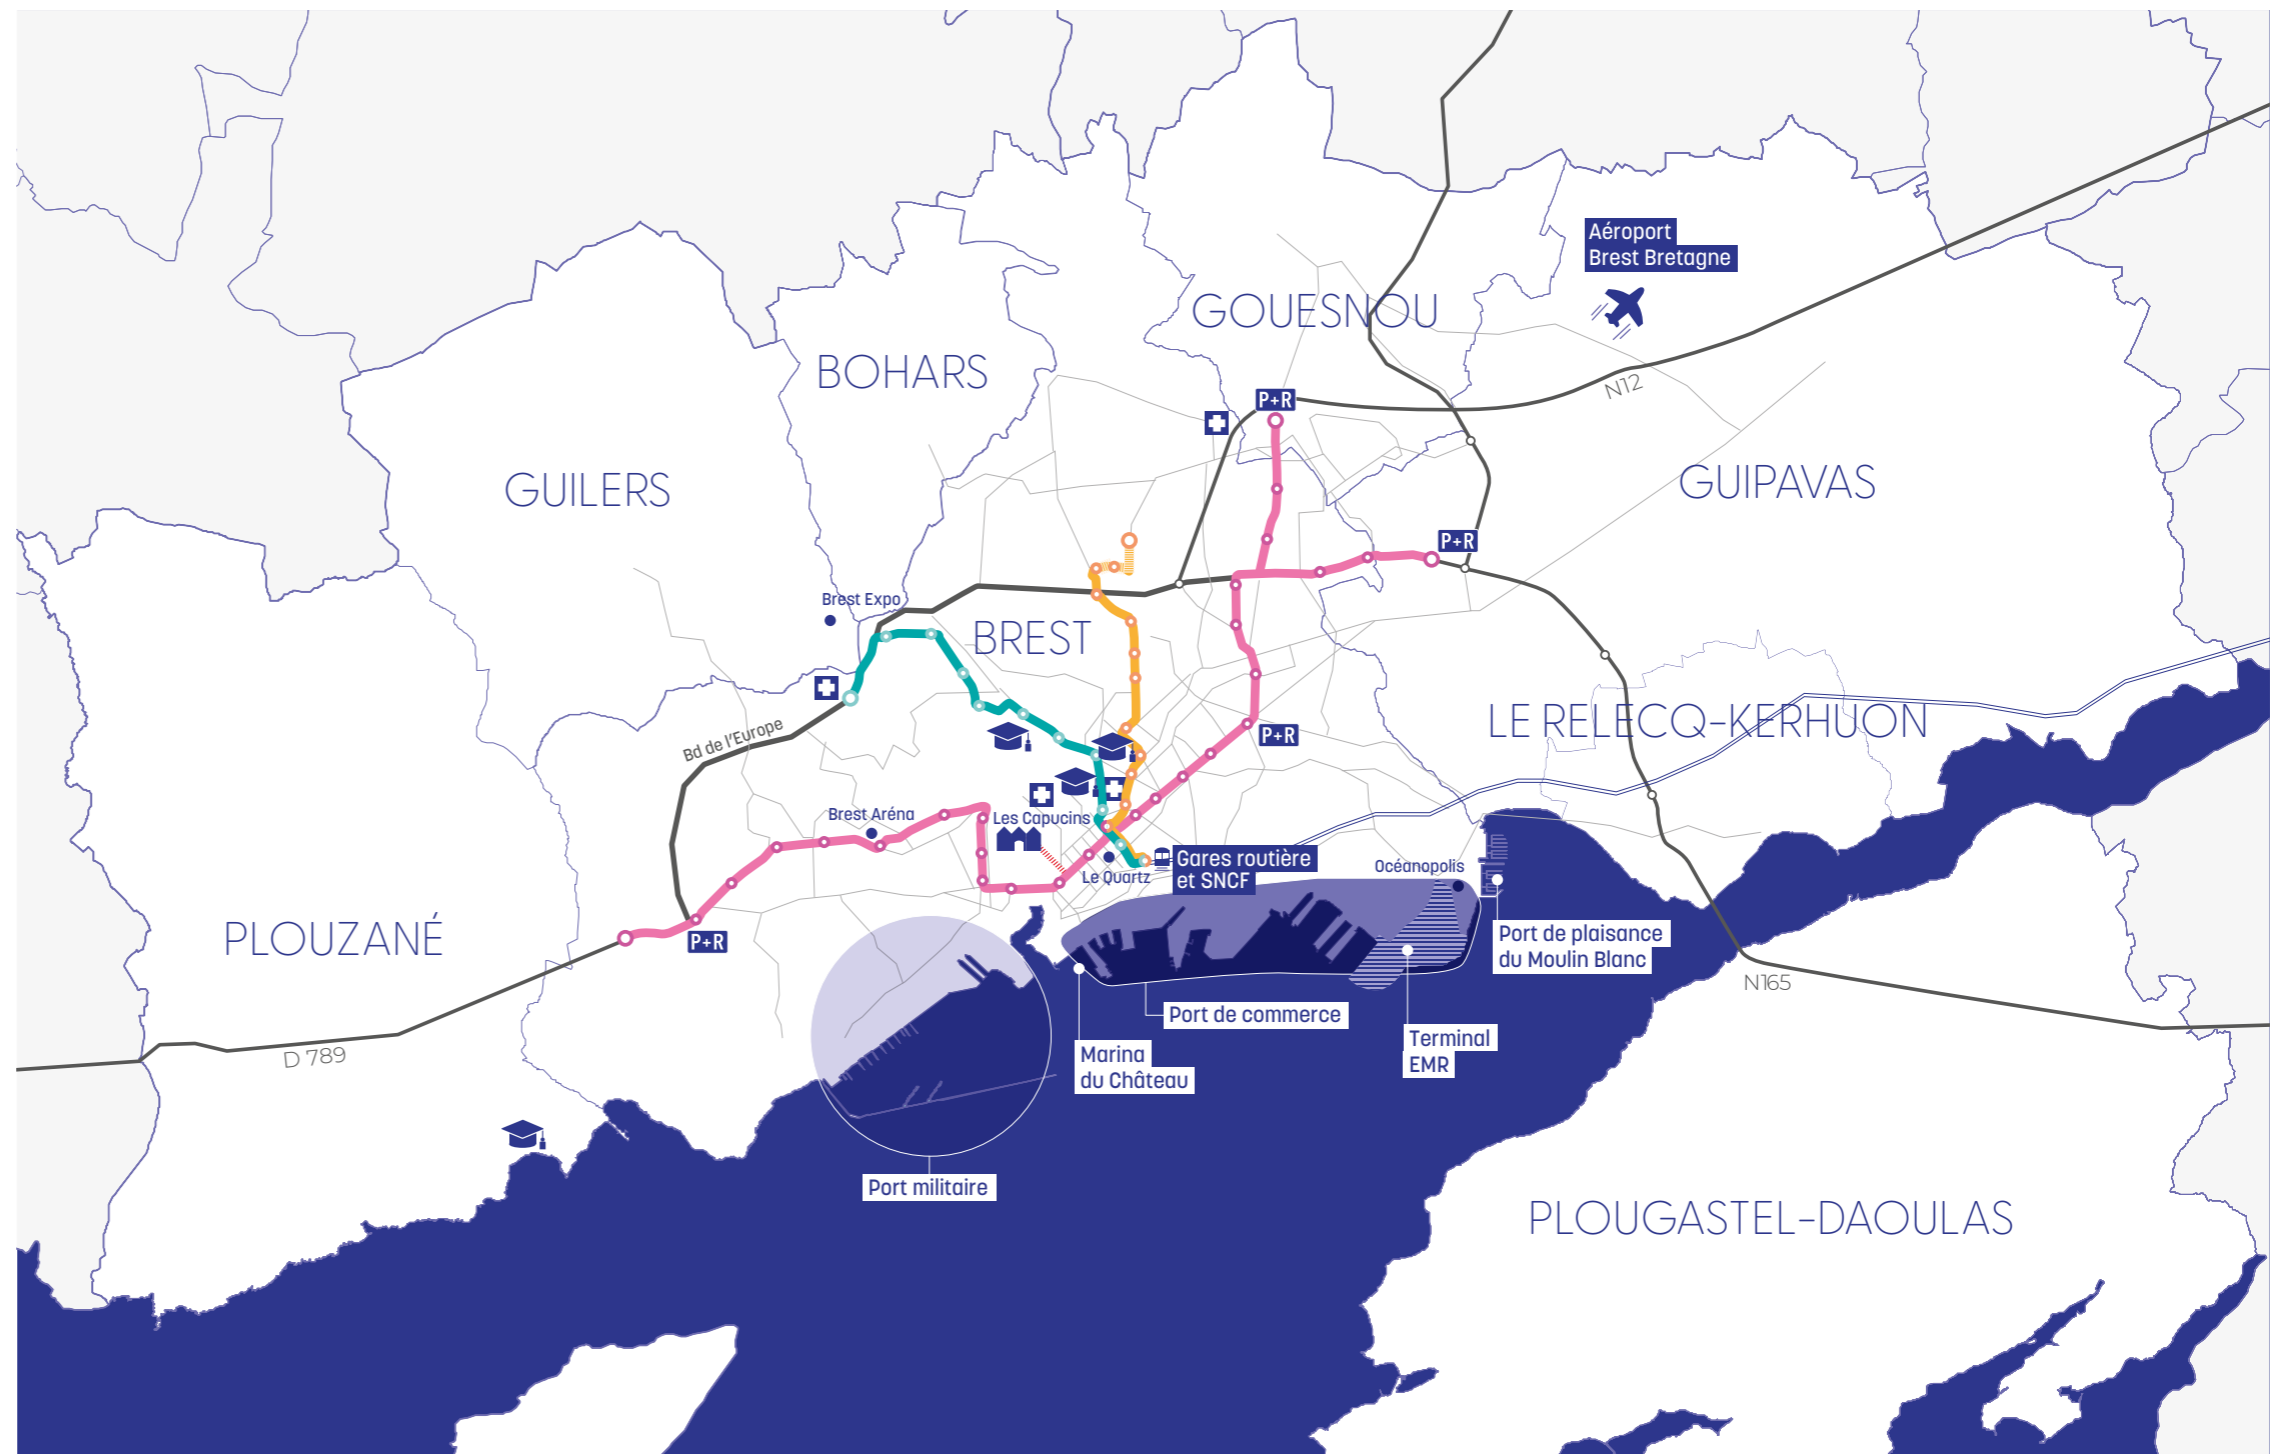 Aéroport
Brest Bretagne
GOUESNOU
BOHARS
N12
P+R
GUILERS
GUIPAVAS
P+R
Brest Expo
BREST
LE RELECQ-KERHUON
Bd de l'Europe
P+R
Brest Aréna
Les Capucins
Gares routière
et SNCF
Océanopolis
Le Quartz
PLOUZANÉ
P+R
Port de plaisance
du Moulin Blanc
N165
Port de commerce
Terminal
EMR
Marina
du Château
D 789
Port militaire
PLOUGASTEL-DAOULAS